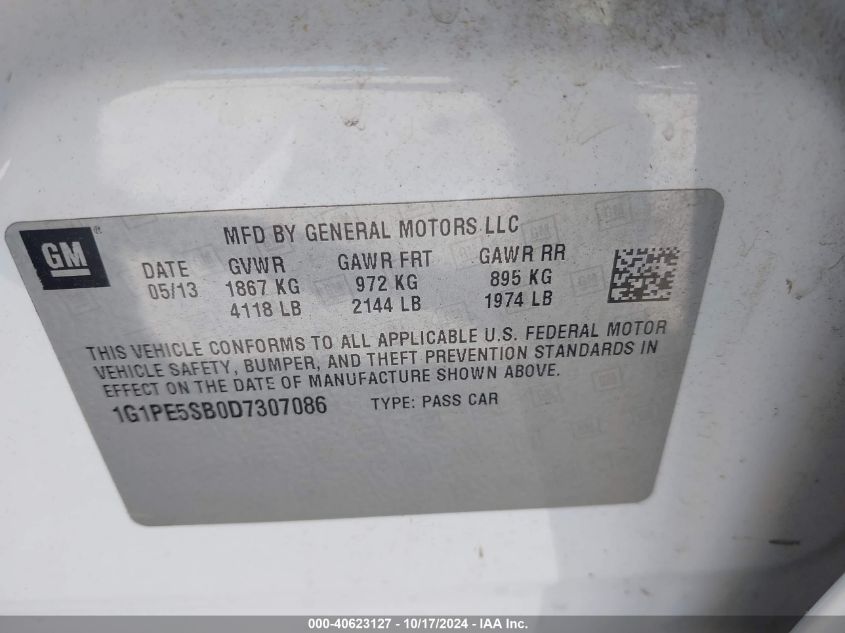 GM®
MFD BY GENERAL MOTORS LLC
DATE GVWR GAWR FRT GAWR RR
05/13 1867 KG 972 KG 895 KG
4118 LB 2144 LB 1974 LB
THIS VEHICLE CONFORMS TO ALL APPLICABLE U.S. FEDERAL MOTOR
VEHICLE SAFETY, BUMPER, AND THEFT PREVENTION STANDARDS IN
EFFECT ON THE DATE OF MANUFACTURE SHOWN ABOVE.
1G1PE5SB0D7307086 TYPE: PASS CAR
000-40623127 - 10/17/2024 - IAA Inc.